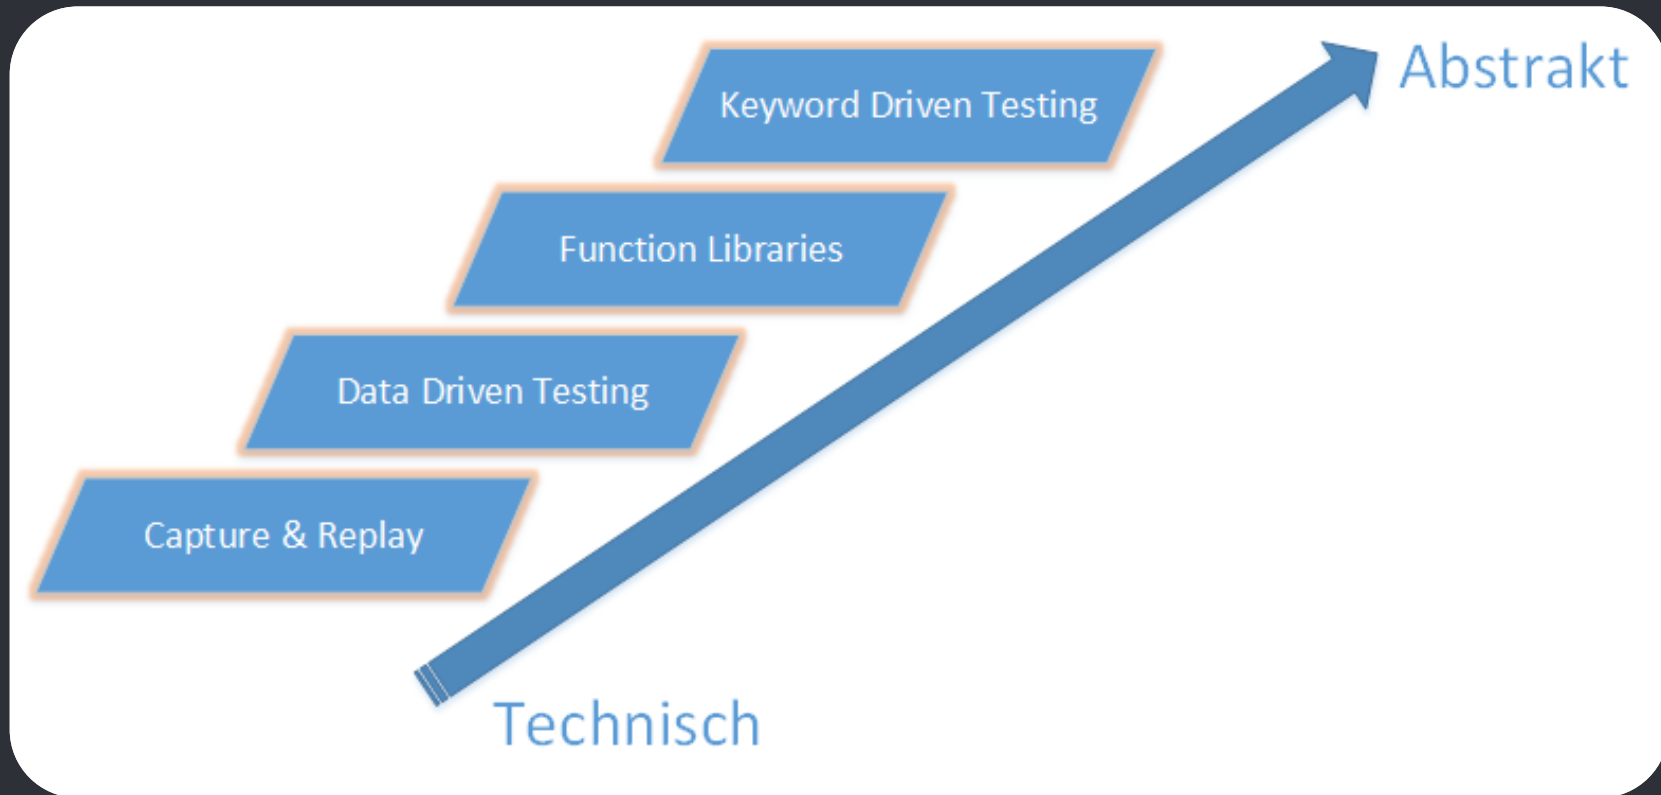 Abstrakt
Keyword Driven Testing
Function Libraries
Data Driven Testing
Capture & Replay
Technisch